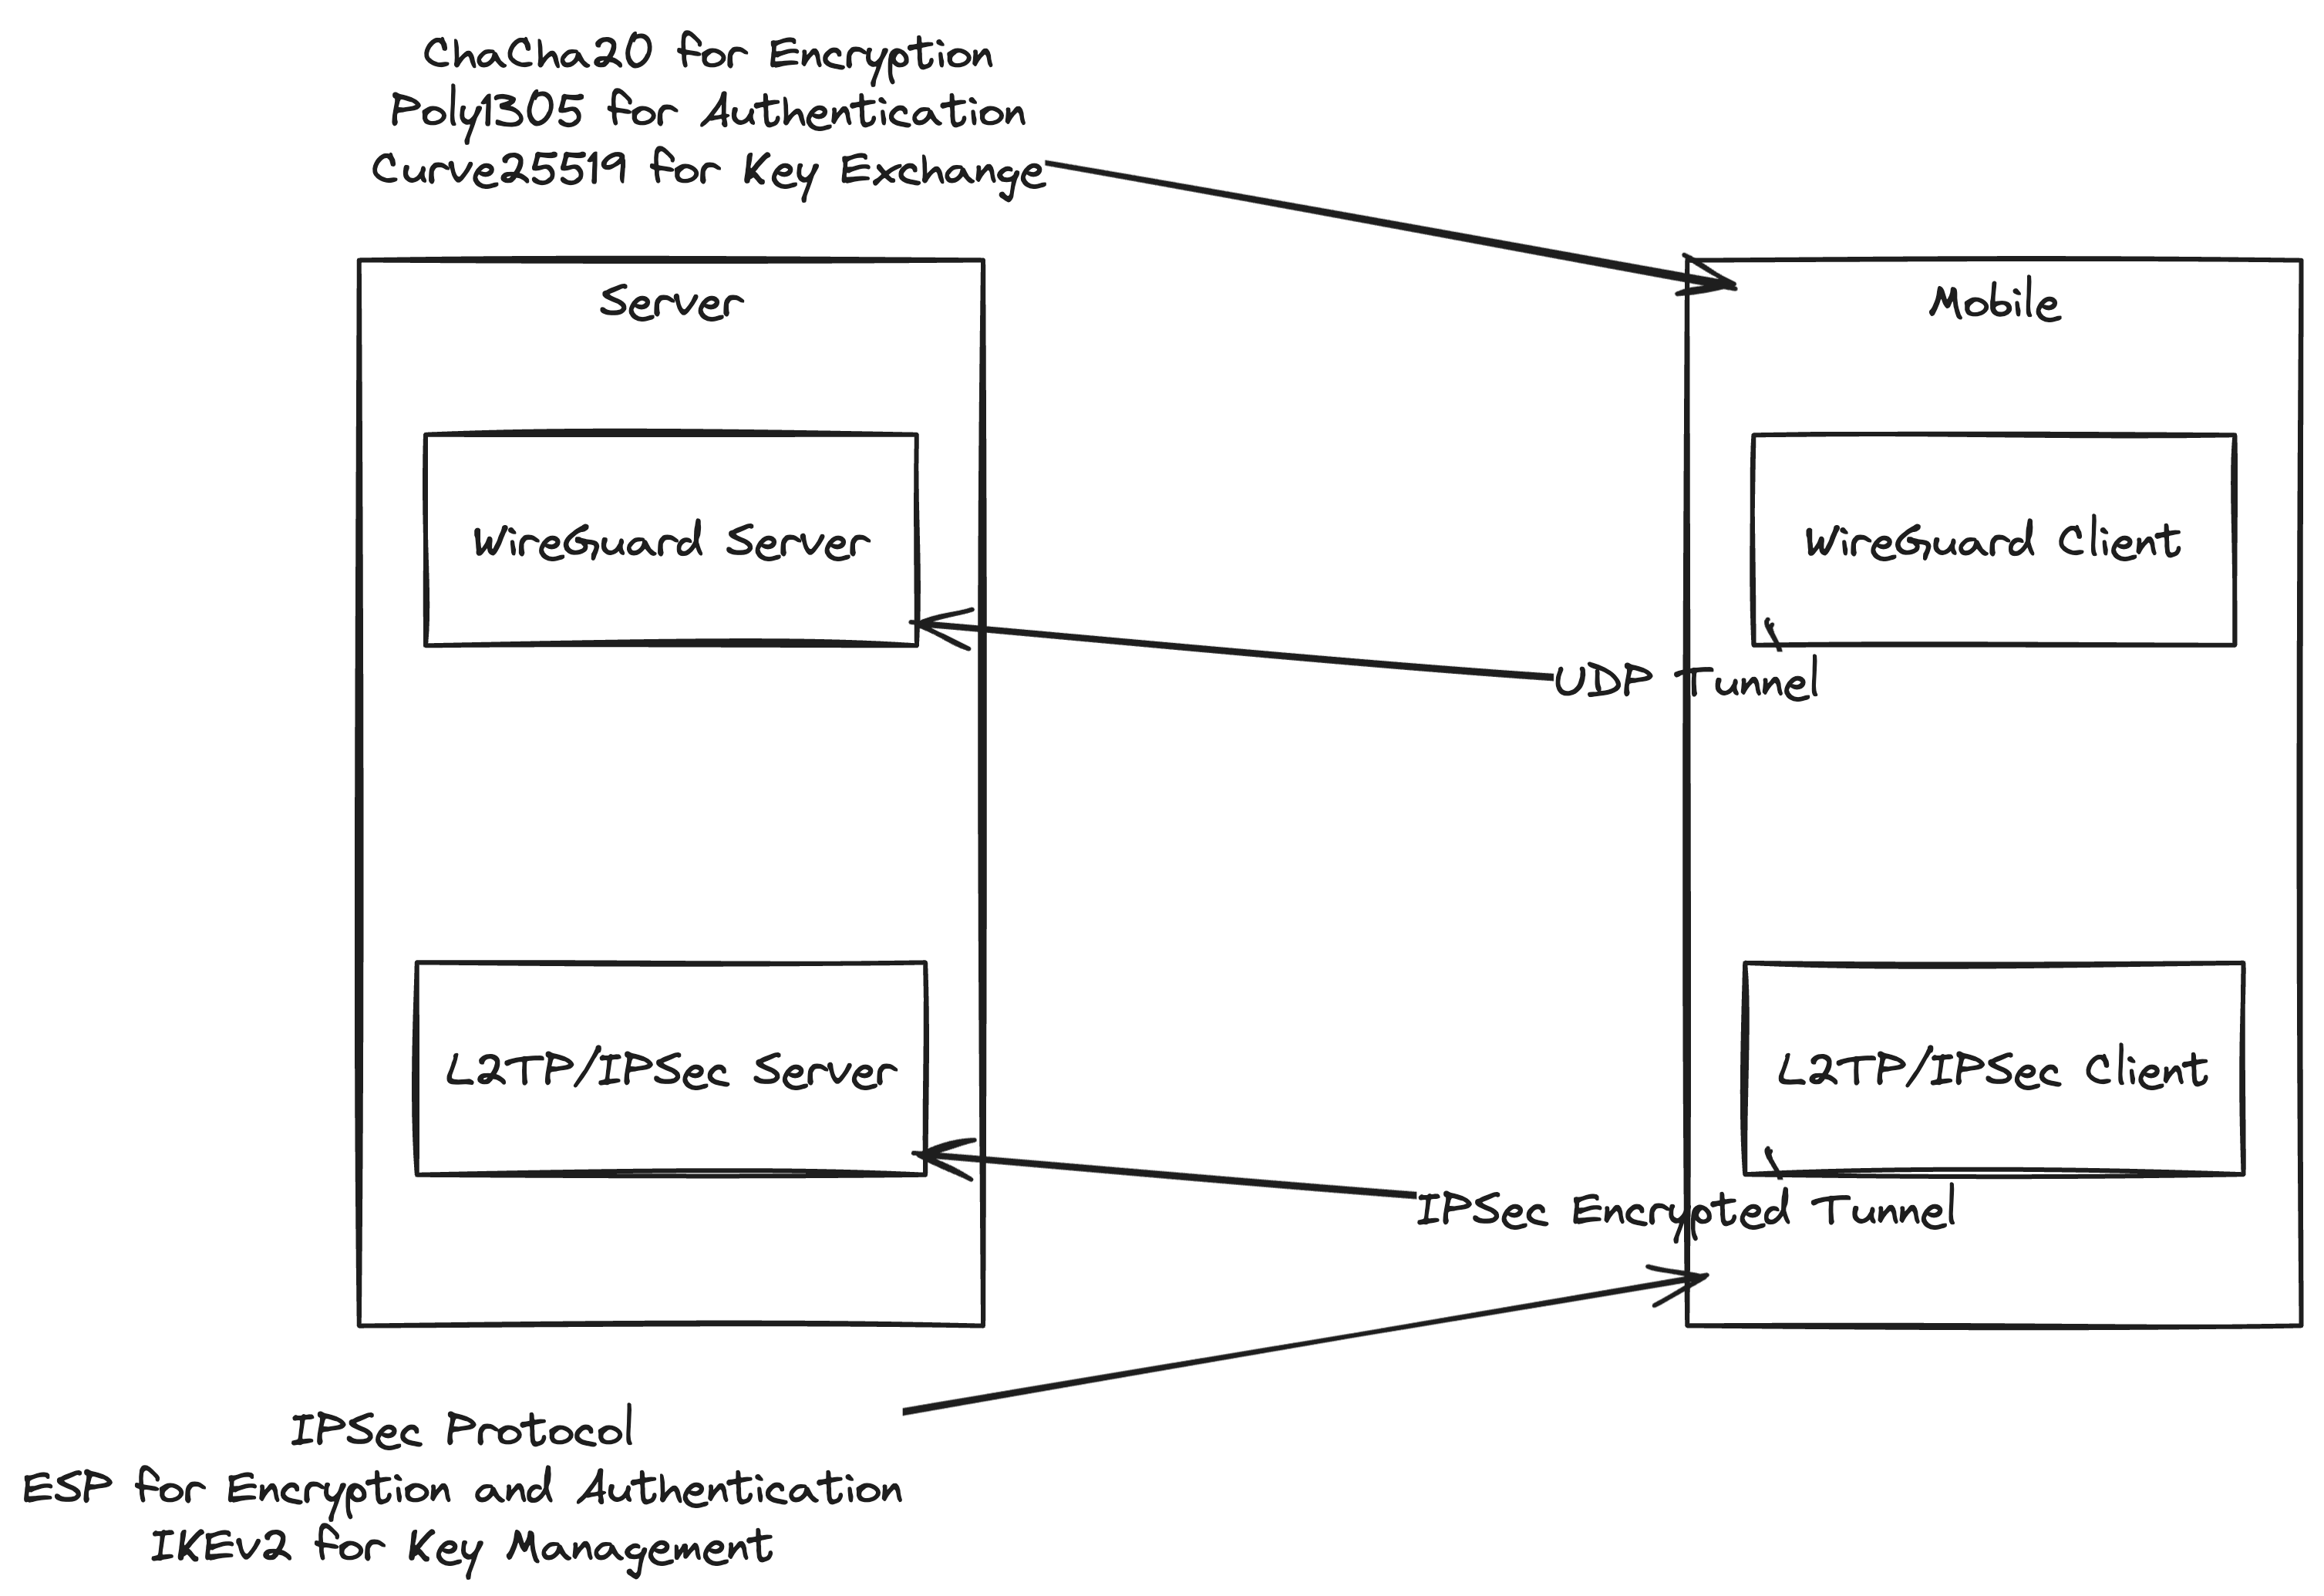 ChaCha20 for Encryption
Poly1305 for Authentication
Curve25519 for Key Exchange
Server
Mobile
WireGuard Server
WireGuard Client
UDP Tunnel
L2TP/IPSec Server
L2TP/IPSec Client
IPSec Encrypted Tunnel
IPSec Protocol
ESP for Encryption and Authentication
IKEv2 for Key Management